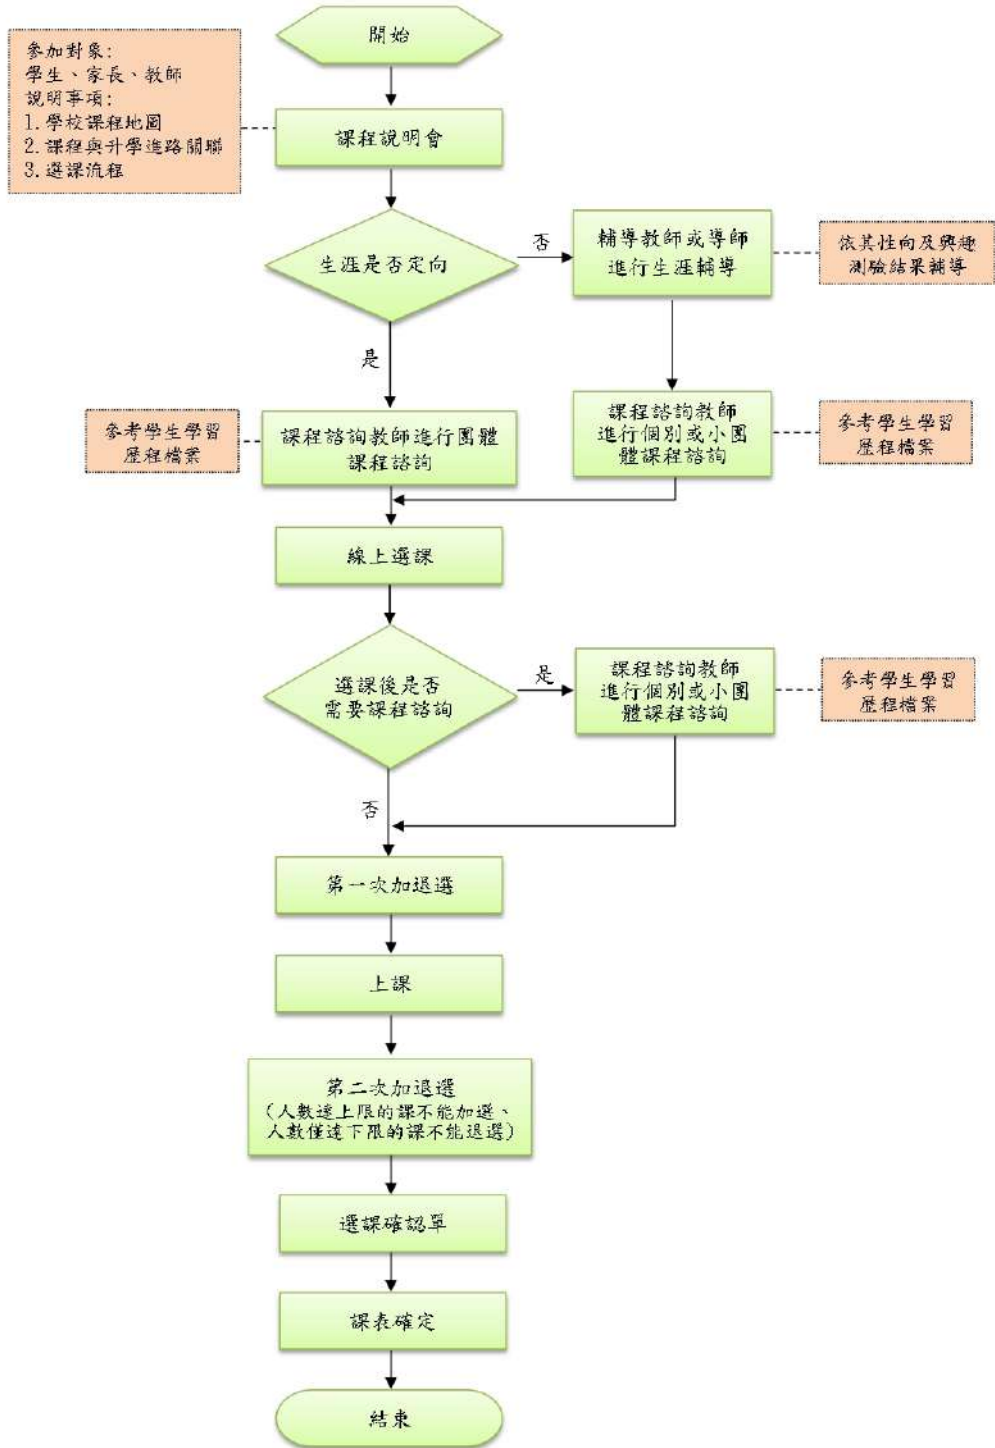 開始
參加對象:
學生、家長、教師
說明事項:
1.學校課程地圖
2.課程與升學進路關聯
3.選課流程
課程說明會
生涯是否定向
否
輔導教師或導師
進行生涯輔導
依其性向及興趣
測驗結果輔導
是
參考學生學習
歷程檔案
課程諮詢教師進行團體
課程諮詢
課程諮詢教師
進行個別或小團
體課程諮詢
參考學生學習
歷程檔案
線上選課
選課後是否
需要課程諮詢
是
課程諮詢教師
進行個別或小團
體課程諮詢
參考學生學習
歷程檔案
否
第一次加退選
上課
第二次加退選
(人數達上限的課不能加選、
人數僅達下限的課不能退選)
選課確認單
課表確定
結束